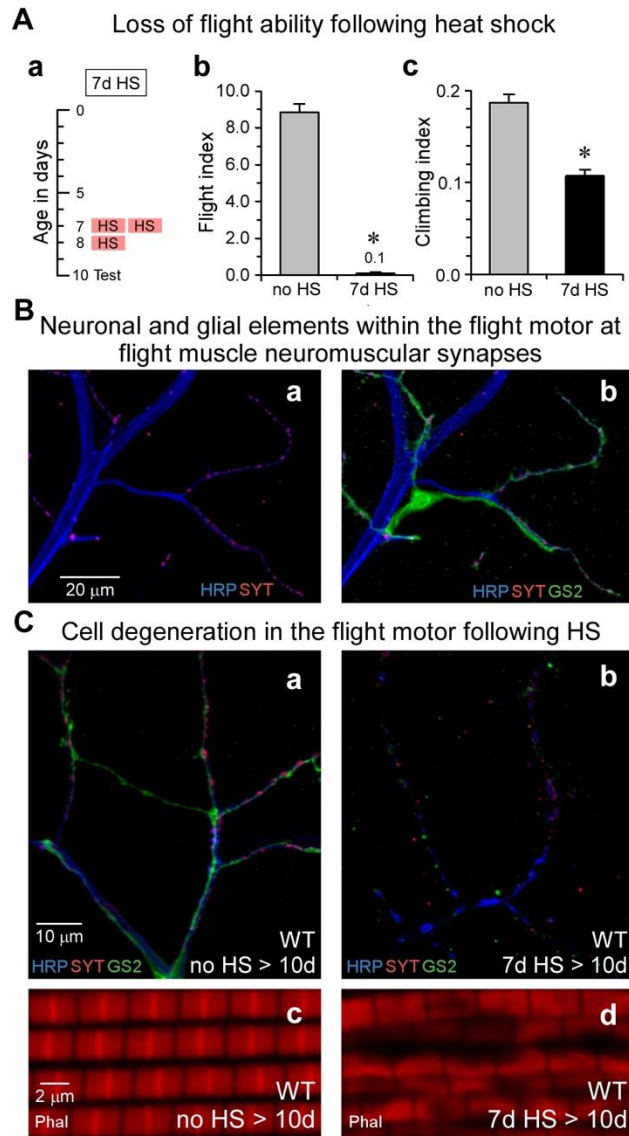 A Loss of flight ability following heat shock
a
7d HS
Age in days
0
5
7 HS HS
8 HS
10 Test
b
Flight index
10.0
8.0
6.0
4.0
2.0
0.0
*
0.1
no HS 7d HS
c
Climbing index
0.2
0.1
0.0
*
no HS 7d HS
B Neuronal and glial elements within the flight motor at
flight muscle neuromuscular synapses
a
20 µm
HRP SYT
b
HRP SYT GS2
C Cell degeneration in the flight motor following HS
a
10 µm
WT
HRP SYT GS2 no HS > 10d
b
WT
HRP SYT GS2 7d HS > 10d
c
2 µm
WT
Phal no HS > 10d
d
WT
Phal 7d HS > 10d